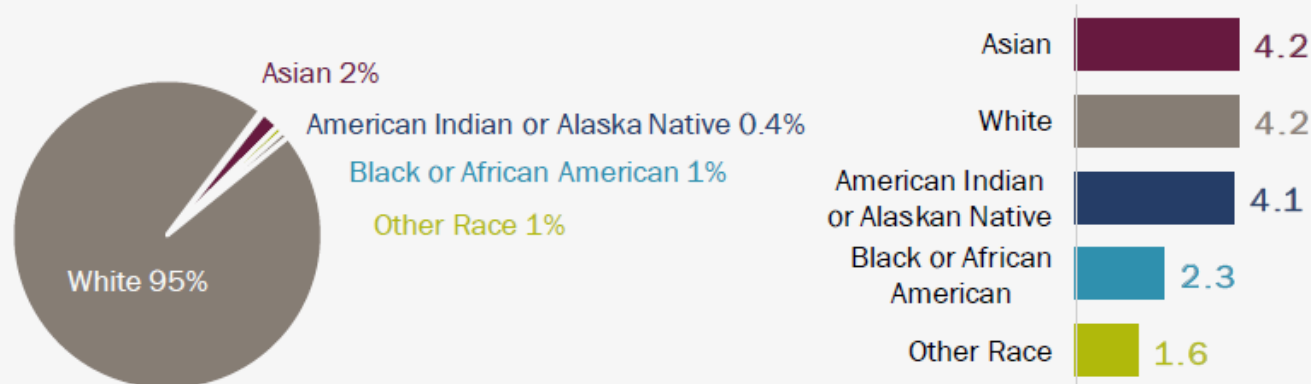 Asian 2%
American Indian or Alaska Native 0.4%
Black or African American 1%
Other Race 1%
White 95%
Asian 4.2
White 4.2
American Indian
or Alaskan Native 4.1
Black or African
American 2.3
Other Race 1.6